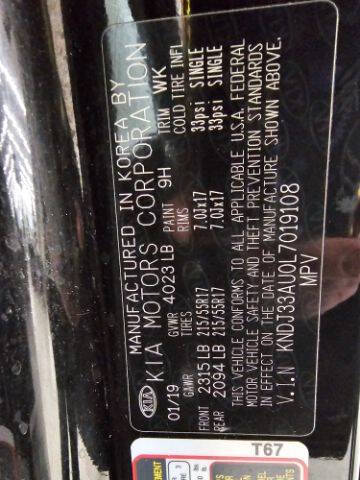 MANUFACTURED IN KOREA BY
KIA KIA MOTORS CORPORATION
01/19 GVWR 4023 LB PAINT 9H TRIM WK
GAWR TIRES RIMS COLD TIRE INFL
FRONT 2315 LB 215/55R17 7.0Jx17 33psi SINGLE
REAR 2094 LB 215/55R17 7.0Jx17 33psi SINGLE
THIS VEHICLE CONFORMS TO ALL APPLICABLE U.S.A. FEDERAL
MOTOR VEHICLE SAFETY AND THEFT PREVENTION STANDARDS
IN EFFECT ON THE DATE OF MANUFACTURE SHOWN ABOVE.
V.I.N KNDJ33AU0L7019108
MPV
T67